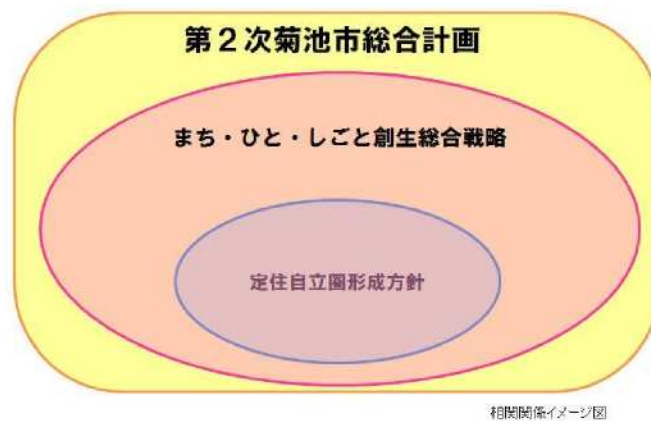 第２次菊池市総合計画
まち・ひと・しごと創生総合戦略
定住自立圏形成方針
相関関係イメージ図